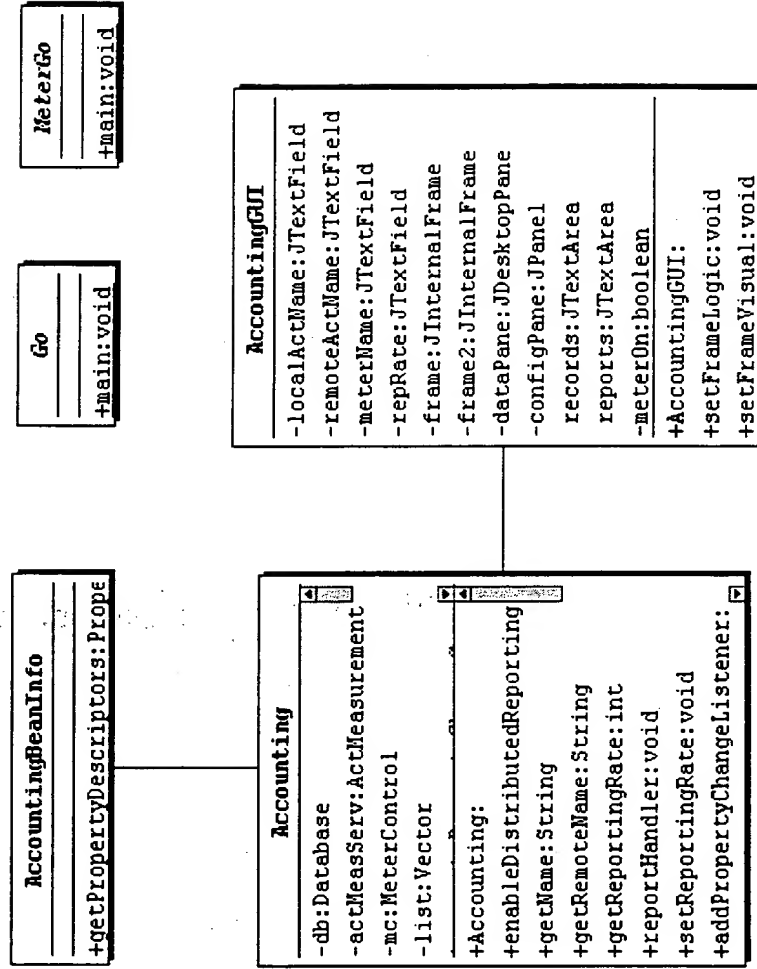 AccountingBeanInfo
+getPropertyDescriptors:Prope
Go
+main:void
MeterGo
+main:void
Accounting
-db:Database
-actMeasServ:ActMeasurement
-mc:MeterControl
-list:Vector
+Accounting:
+enableDistributedReporting
+getName:String
+getRemoteName:String
+getReportingRate:int
+reportHandler:void
+setReportingRate:void
+addPropertyChangeListener:
AccountingGUI
-localActName:JTextField
-remoteActName:JTextField
-meterName:JTextField
-repRate:JTextField
-frame:JInternalFrame
-frame2:JInternalFrame
-dataPane:JDesktopPane
-configPane:JPanel
records:JTextArea
reports:JTextArea
-meterOn:boolean
+AccountingGUI:
+setFrameLogic:void
+setFrameVisual:void